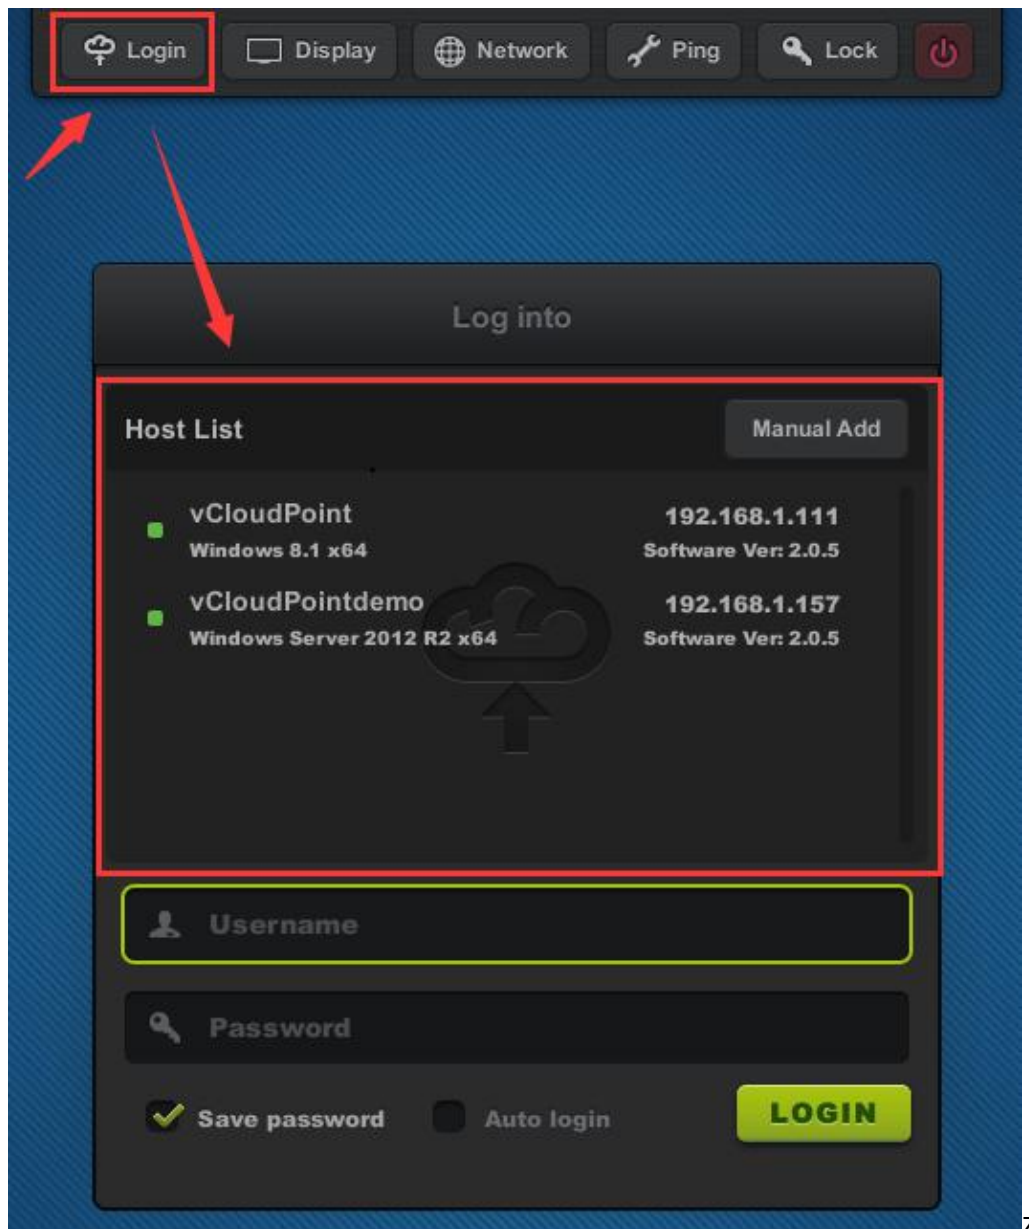 Login Display Network Ping Lock
Log into
Host List Manual Add
vCloudPoint 192.168.1.111
Windows 8.1 x64 Software Ver: 2.0.5
vCloudPointdemo 192.168.1.157
Windows Server 2012 R2 x64 Software Ver: 2.0.5
Username
Password
Save password Auto login LOGIN